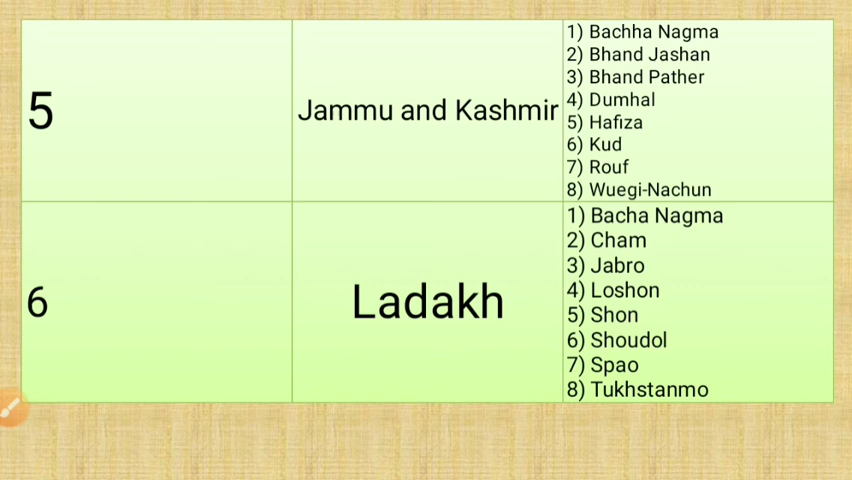 5
Jammu and Kashmir
1) Bachha Nagma
2) Bhand Jashan
3) Bhand Pather
4) Dumhal
5) Hafiza
6) Kud
7) Rouf
8) Wuegi-Nachun
6
Ladakh
1) Bacha Nagma
2) Cham
3) Jabro
4) Loshon
5) Shon
6) Shoudol
7) Spao
8) Tukhstanmo